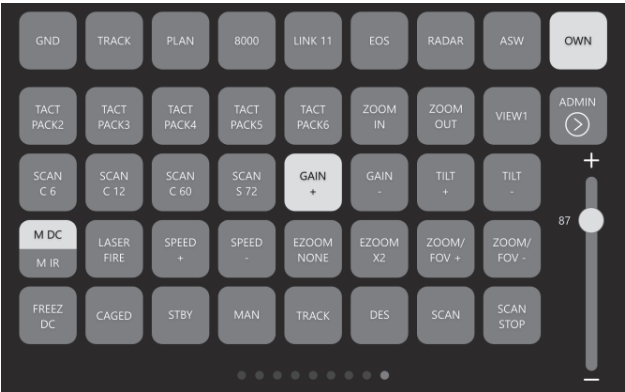 GND TRACK PLAN 8000 LINK 11 EOS RADAR ASW OWN
TACT PACK2
TACT PACK3
TACT PACK4
TACT PACK5
TACT PACK6
ZOOM IN
ZOOM OUT
VIEW1
ADMIN
SCAN C 6
SCAN C 12
SCAN C 60
SCAN S 72
GAIN +
GAIN -
TILT +
TILT -
+
M DC
M IR
LASER FIRE
SPEED +
SPEED -
EZOOM NONE
EZOOM X2
ZOOM/ FOV +
ZOOM/ FOV -
87
FREEZ DC
CAGED
STBY
MAN
TRACK
DES
SCAN
SCAN STOP
−